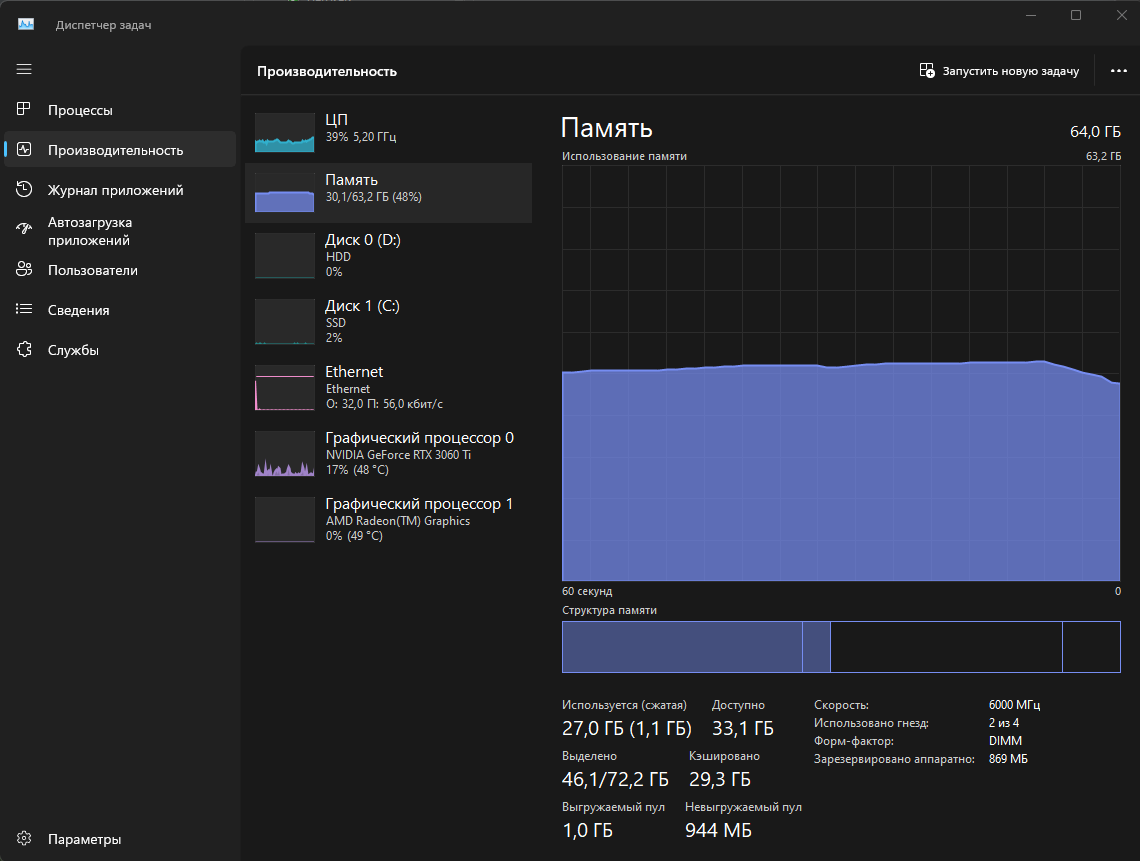 Диспетчер задач
Процессы
Производительность
Журнал приложений
Автозагрузка
приложений
Пользователи
Сведения
Службы
Параметры
Производительность
Запустить новую задачу
ЦП
39% 5,20 ГГц
Память
30,1/63,2 ГБ (48%)
Диск 0 (D:)
HDD
0%
Диск 1 (C:)
SSD
2%
Ethernet
Ethernet
О: 32,0 П: 56,0 кбит/с
Графический процессор 0
NVIDIA GeForce RTX 3060 Ti
17% (48 °C)
Графический процессор 1
AMD Radeon(TM) Graphics
0% (49 °C)
Память
64,0 ГБ
Использование памяти
63,2 ГБ
60 секунд
0
Структура памяти
Используется (сжатая)
27,0 ГБ (1,1 ГБ)
Доступно
33,1 ГБ
Выделено
46,1/72,2 ГБ
Кэшировано
29,3 ГБ
Выгружаемый пул
1,0 ГБ
Невыгружаемый пул
944 МБ
Скорость: 6000 МГц
Использовано гнезд: 2 из 4
Форм-фактор: DIMM
Зарезервировано аппаратно: 869 МБ